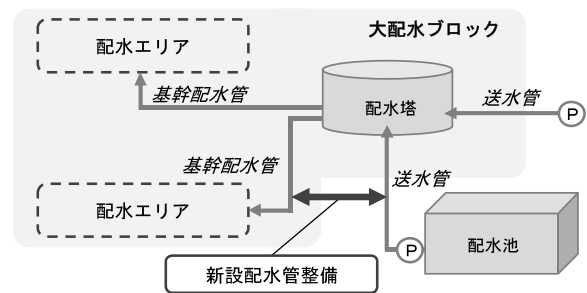 大配水ブロック
配水エリア
基幹配水管
配水塔
送水管
P
基幹配水管
送水管
配水エリア
配水池
P
新設配水管整備